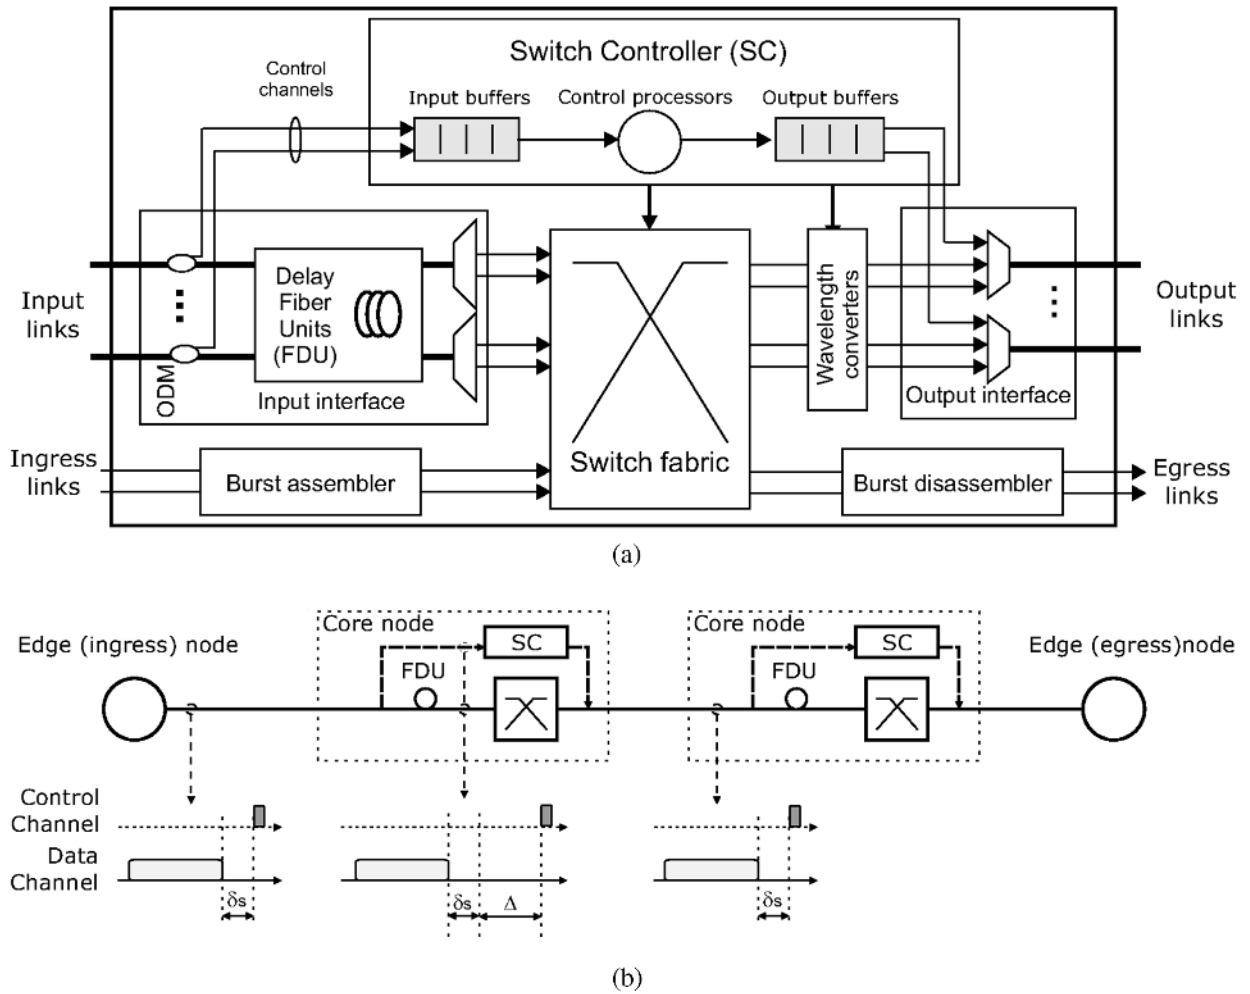 Switch Controller (SC)
Control
channels
Input buffers
Control processors
Output buffers
Input
links
ODM
Delay
Fiber
Units
(FDU)
Input interface
Switch fabric
Wavelength
converters
Output interface
Output
links
Ingress
links
Burst assembler
Burst disassembler
Egress
links
(a)
Edge (ingress) node
Core node
SC
FDU
Core node
SC
FDU
Edge (egress)node
Control
Channel
Data
Channel
δs
δs
Δ
δs
(b)